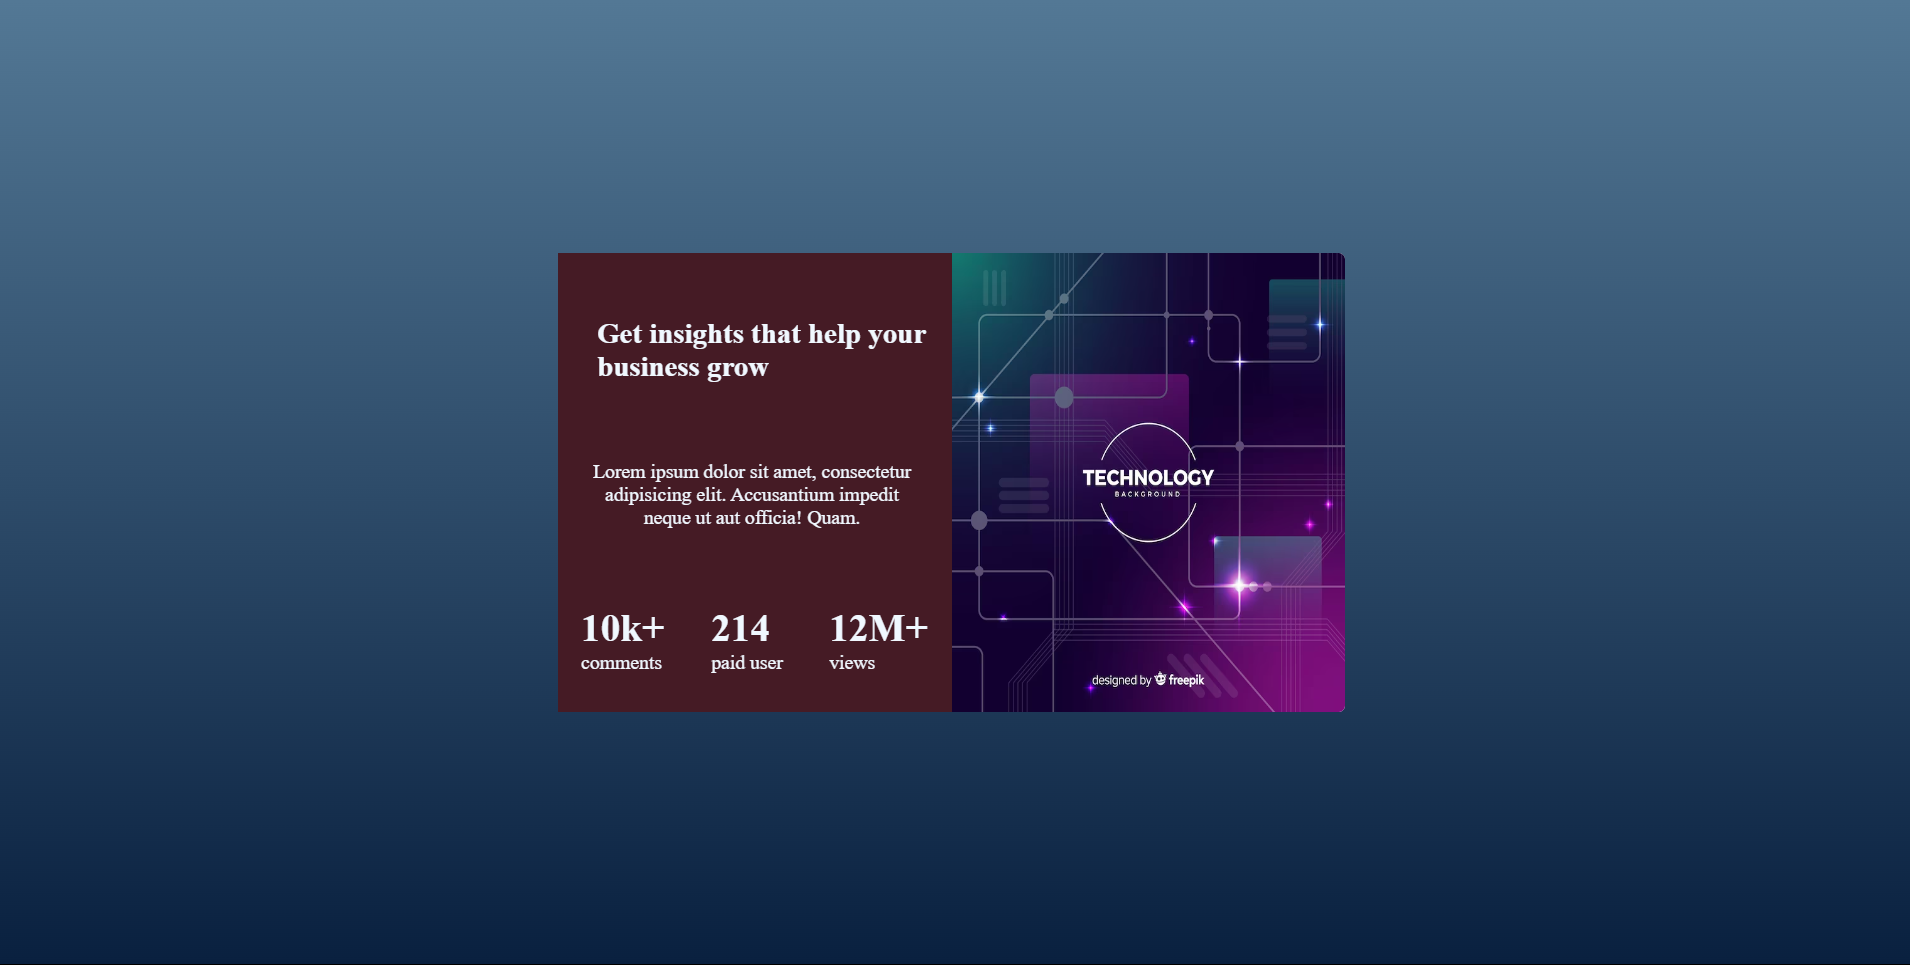 Get insights that help your
business grow
Lorem ipsum dolor sit amet, consectetur
adipisicing elit. Accusantium impedit
neque ut aut officia! Quam.
10k+ 214 12M+
comments paid user views
TECHNOLOGY
BACKGROUND
designed by freepik